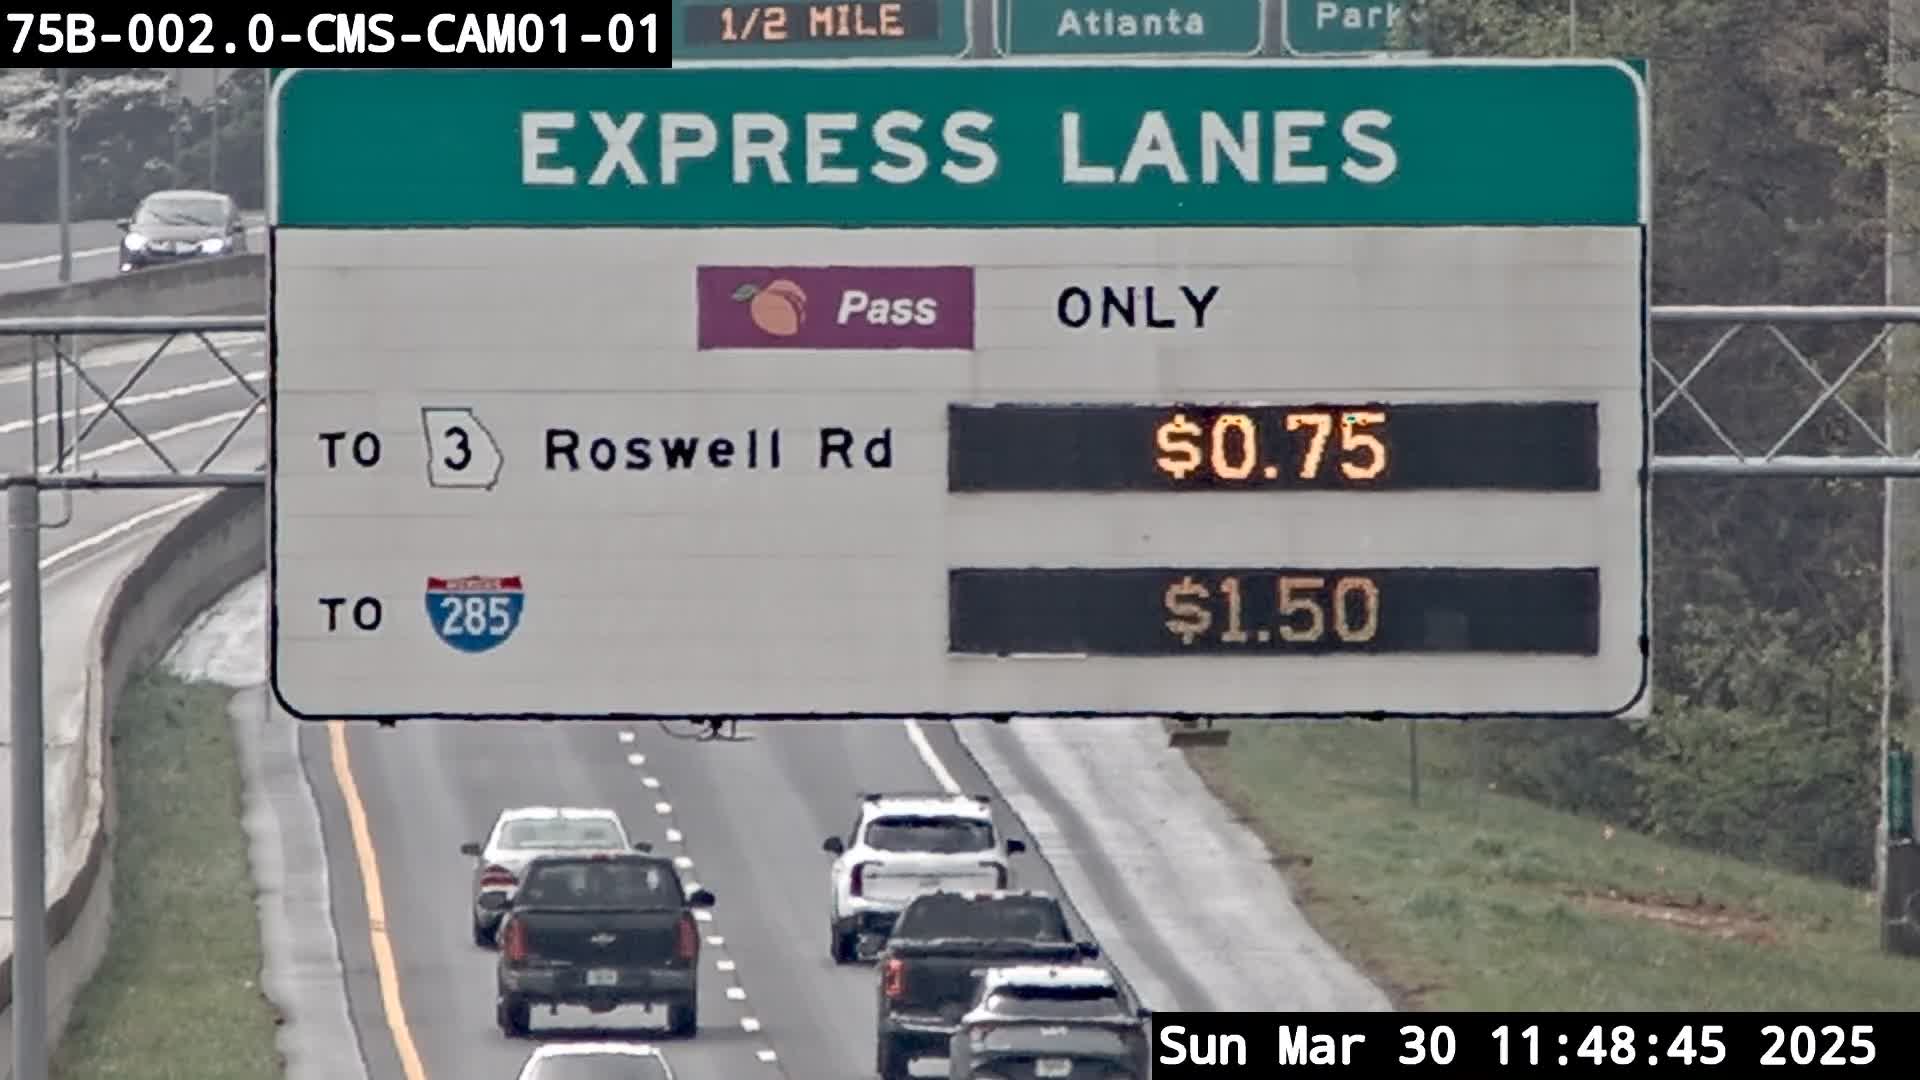 75B-002.0-CMS-CAM01-01
1/2 MILE
Atlanta
Park
EXPRESS LANES
Pass ONLY
TO 3 Roswell Rd $0.75
TO 285 $1.50
Sun Mar 30 11:48:45 2025